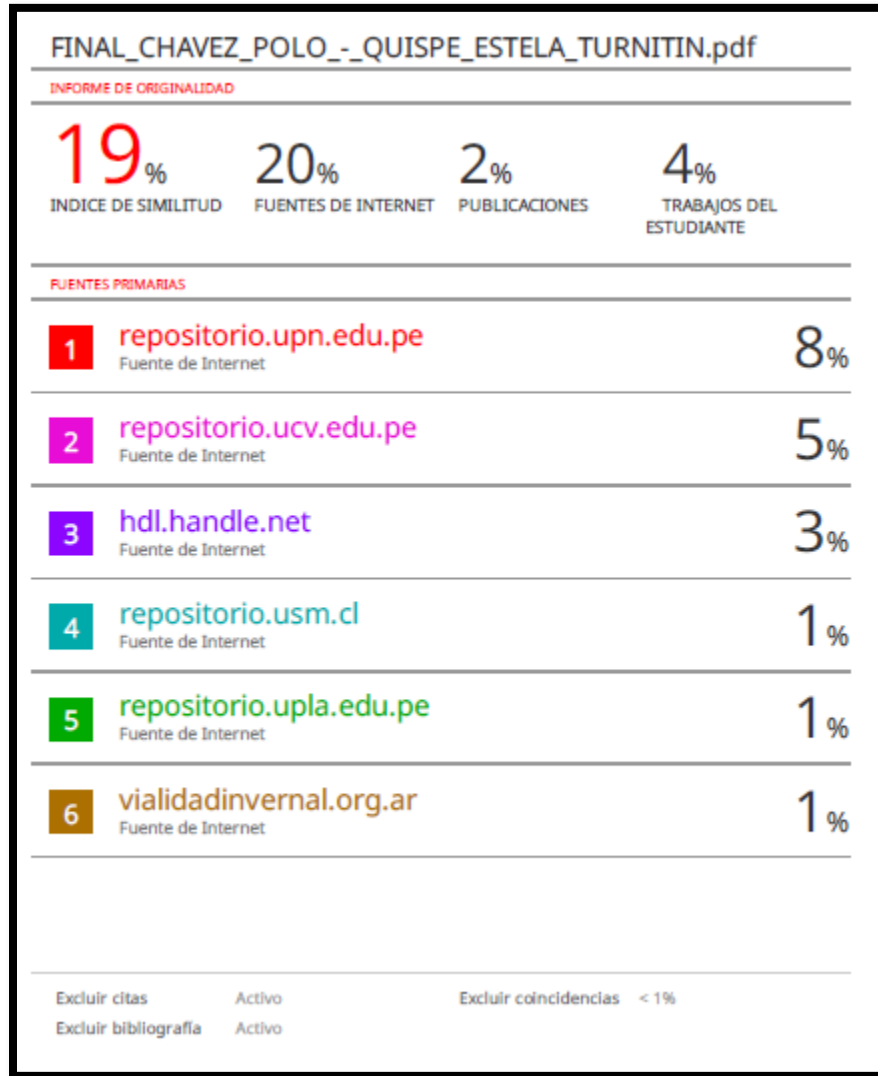 FINAL_CHAVEZ_POLO_-_QUISPE_ESTELA_TURNITIN.pdf
INFORME DE ORIGINALIDAD
19% 20% 2% 4%
INDICE DE SIMILITUD FUENTES DE INTERNET PUBLICACIONES TRABAJOS DEL
ESTUDIANTE
FUENTES PRIMARIAS
1 repositorio.upn.edu.pe 8%
Fuente de Internet
2 repositorio.ucv.edu.pe 5%
Fuente de Internet
3 hdl.handle.net 3%
Fuente de Internet
4 repositorio.usm.cl 1%
Fuente de Internet
5 repositorio.upla.edu.pe 1%
Fuente de Internet
6 vialidadinvernal.org.ar 1%
Fuente de Internet
Excluir citas Activo Excluir coincidencias < 1%
Excluir bibliografía Activo